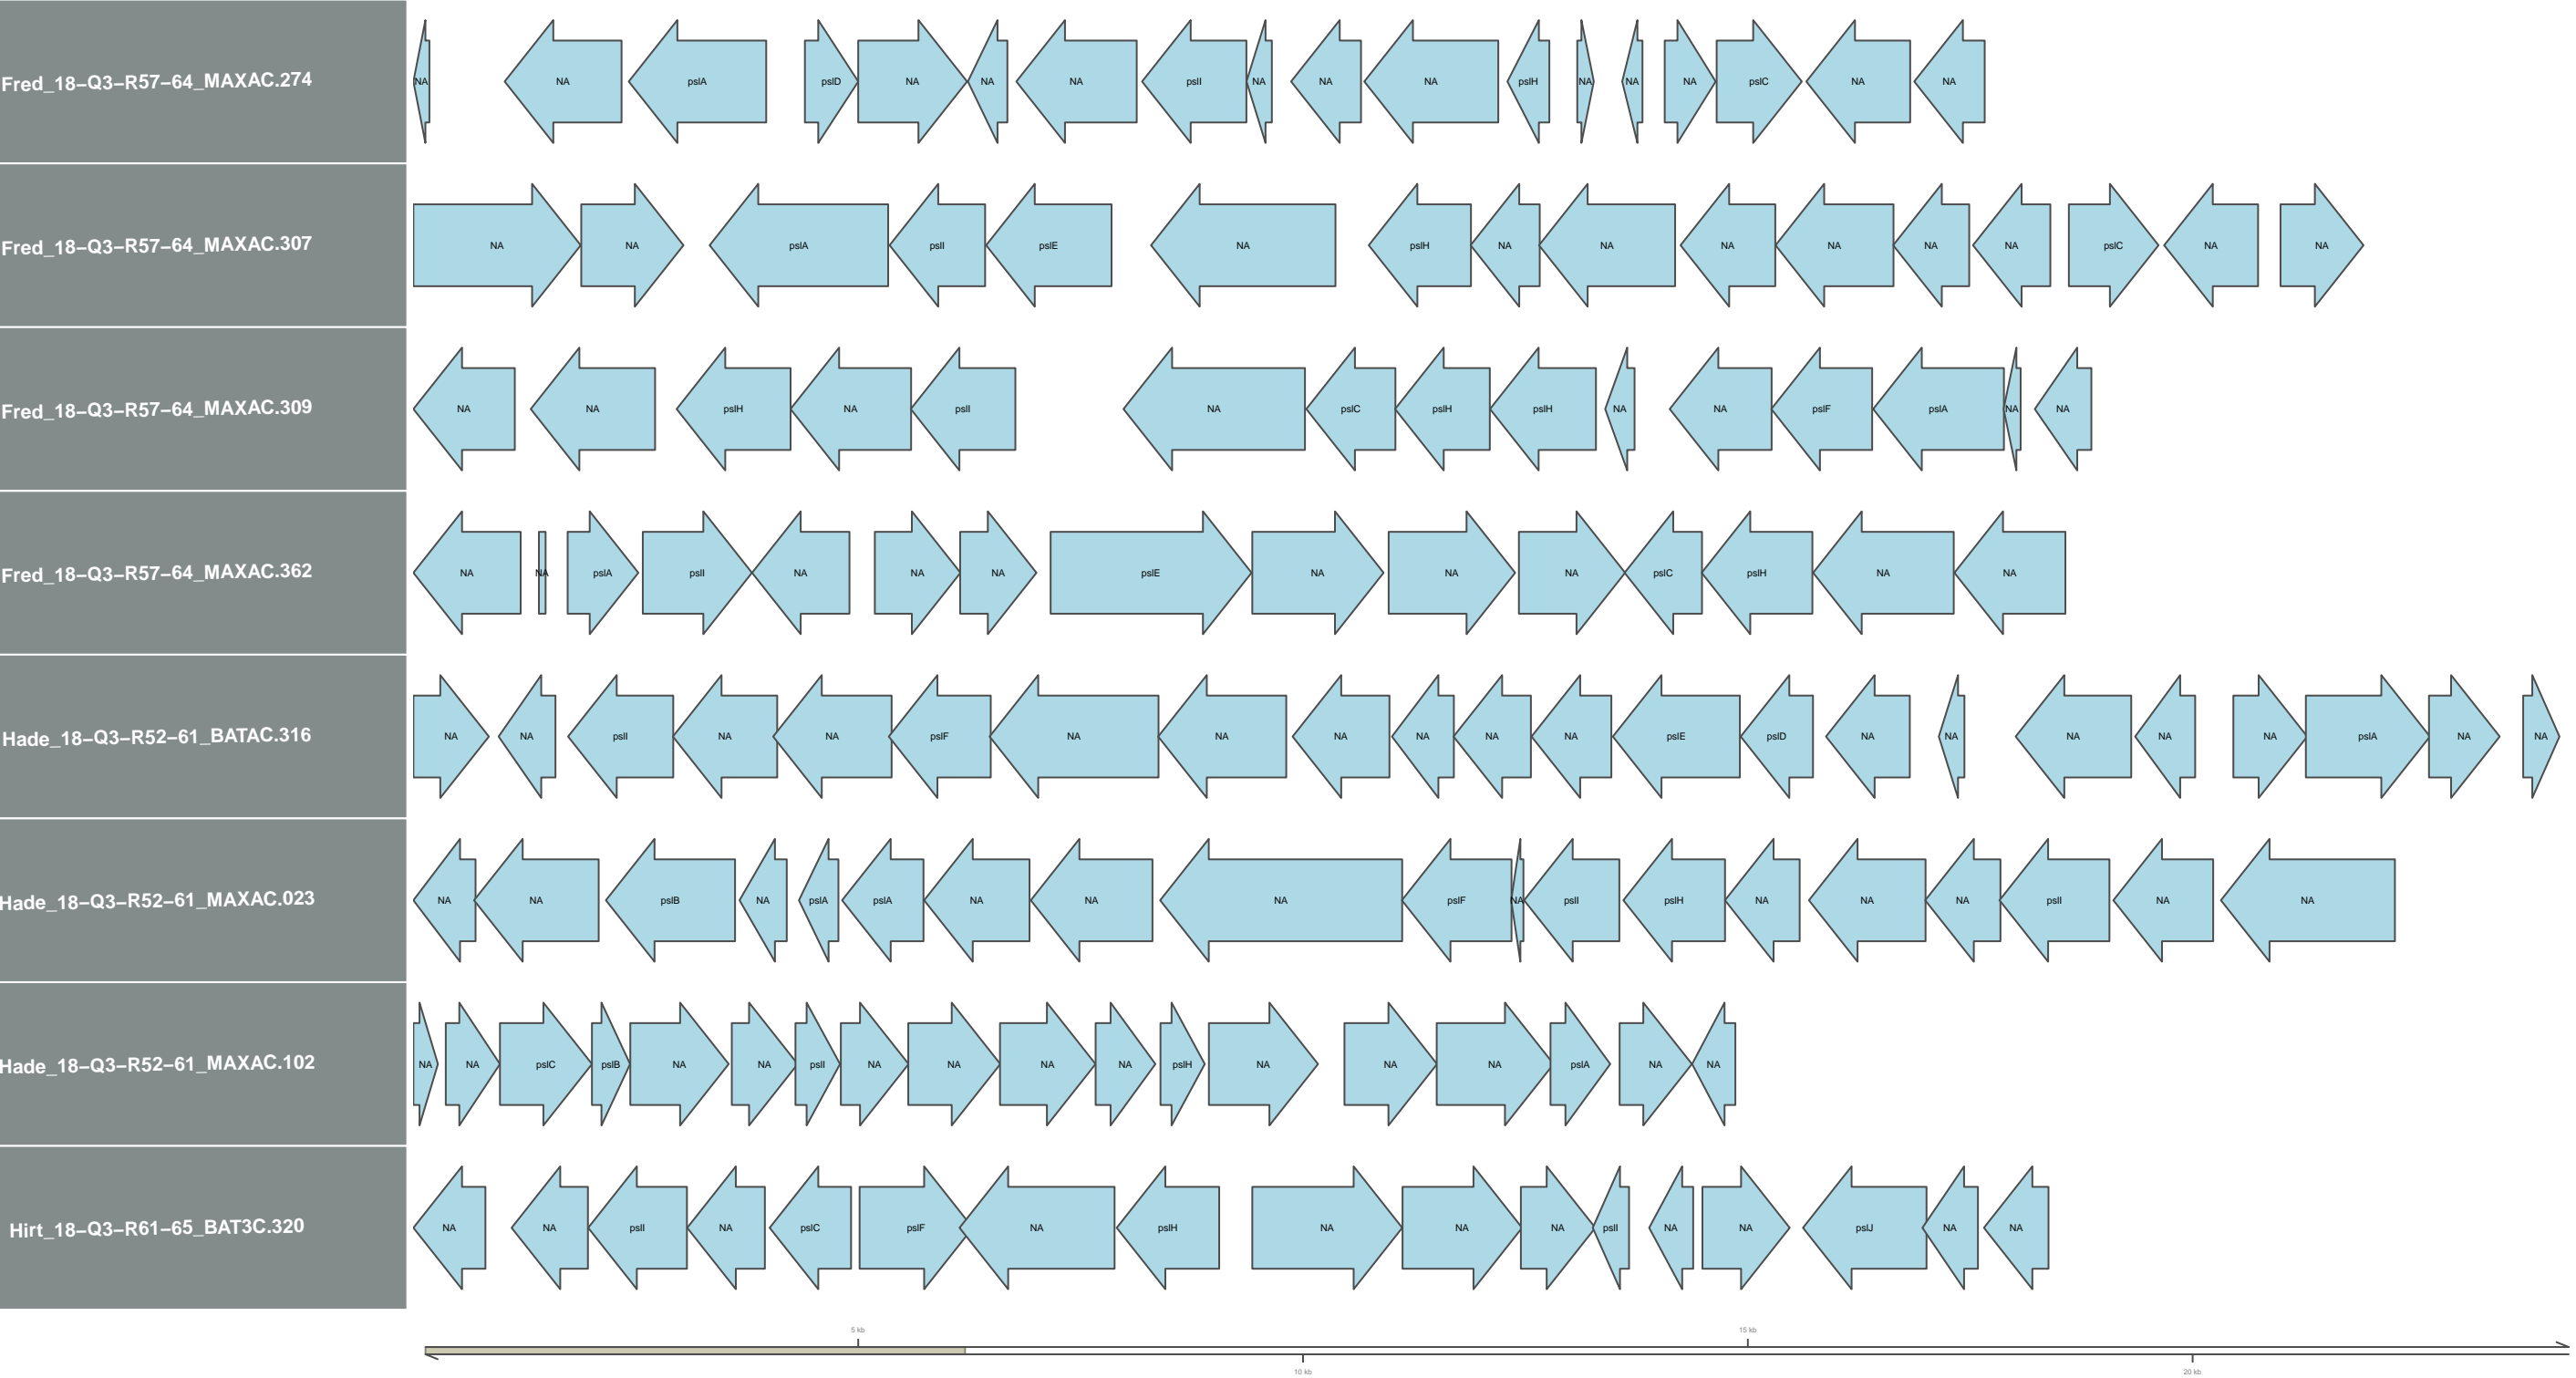 Fred_18–Q3–R57–64_MAXAC.274 NA NA pslA pslD NA NA NA pslI NA NA NA pslH NA NA NA pslC NA NA
Fred_18–Q3–R57–64_MAXAC.307 NA NA pslA pslI pslE NA pslH NA NA NA NA NA NA pslC NA NA
Fred_18–Q3–R57–64_MAXAC.309 NA NA pslH NA pslI NA pslC pslH pslH NA NA pslF pslA NA NA
Fred_18–Q3–R57–64_MAXAC.362 NA NA pslA pslI NA NA NA pslE NA NA NA pslC pslH NA NA
Hade_18–Q3–R52–61_BATAC.316 NA NA pslI NA NA pslF NA NA NA NA NA NA pslE pslD NA NA NA NA NA pslA NA NA
Hade_18–Q3–R52–61_MAXAC.023 NA NA pslB NA pslA pslA NA NA NA pslF NA pslI pslH NA NA NA pslI NA NA
Hade_18–Q3–R52–61_MAXAC.102 NA NA pslC pslB NA NA pslI NA NA NA NA pslH NA NA NA pslA NA NA
Hirt_18–Q3–R61–65_BAT3C.320 NA NA pslI NA pslC pslF NA pslH NA NA NA pslI NA NA pslJ NA NA
5 kb 15 kb
10 kb 20 kb